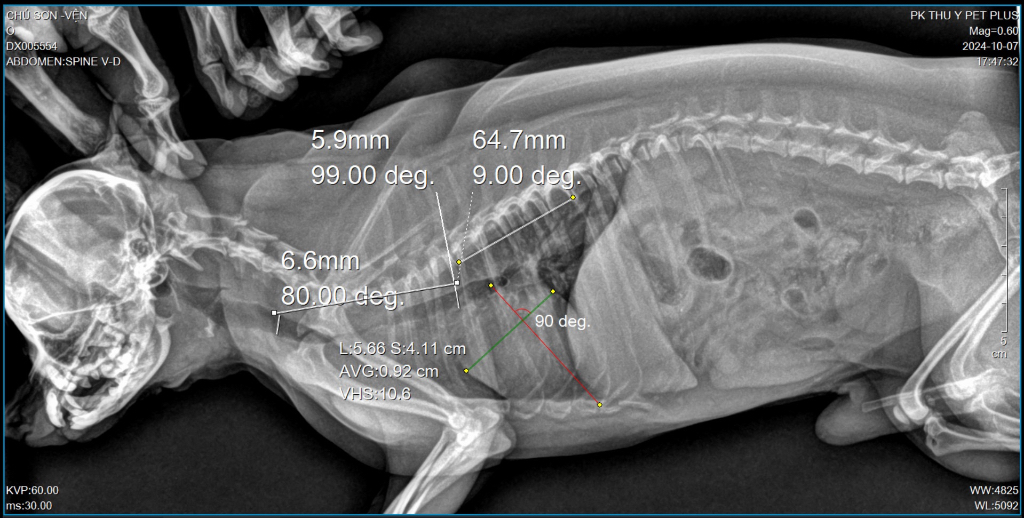 CHÚ SƠN -VỆN
O
DX005554
ABDOMEN:SPINE V-D
PK THU Y PET PLUS
Mag=0.60
2024-10-07
17:47:32
5.9mm
99.00 deg.
64.7mm
9.00 deg.
6.6mm
80.00 deg.
90 deg.
L:5.66 S:4.11 cm
AVG:0.92 cm
VHS:10.6
5
cm
KVP:60.00
ms:30.00
WW:4825
WL:5092